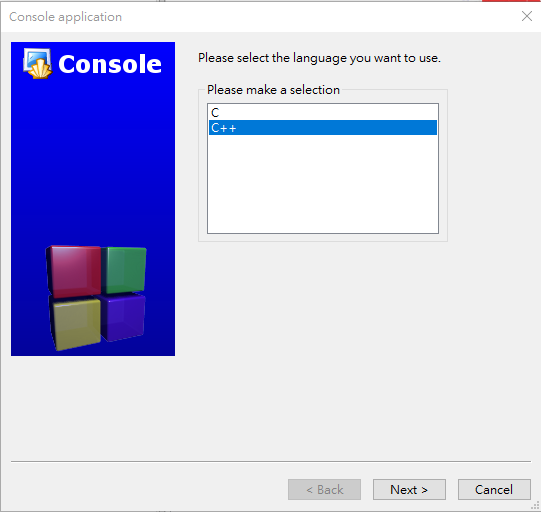 Console application
Console
Please select the language you want to use.
Please make a selection
C
C++
< Back
Next >
Cancel